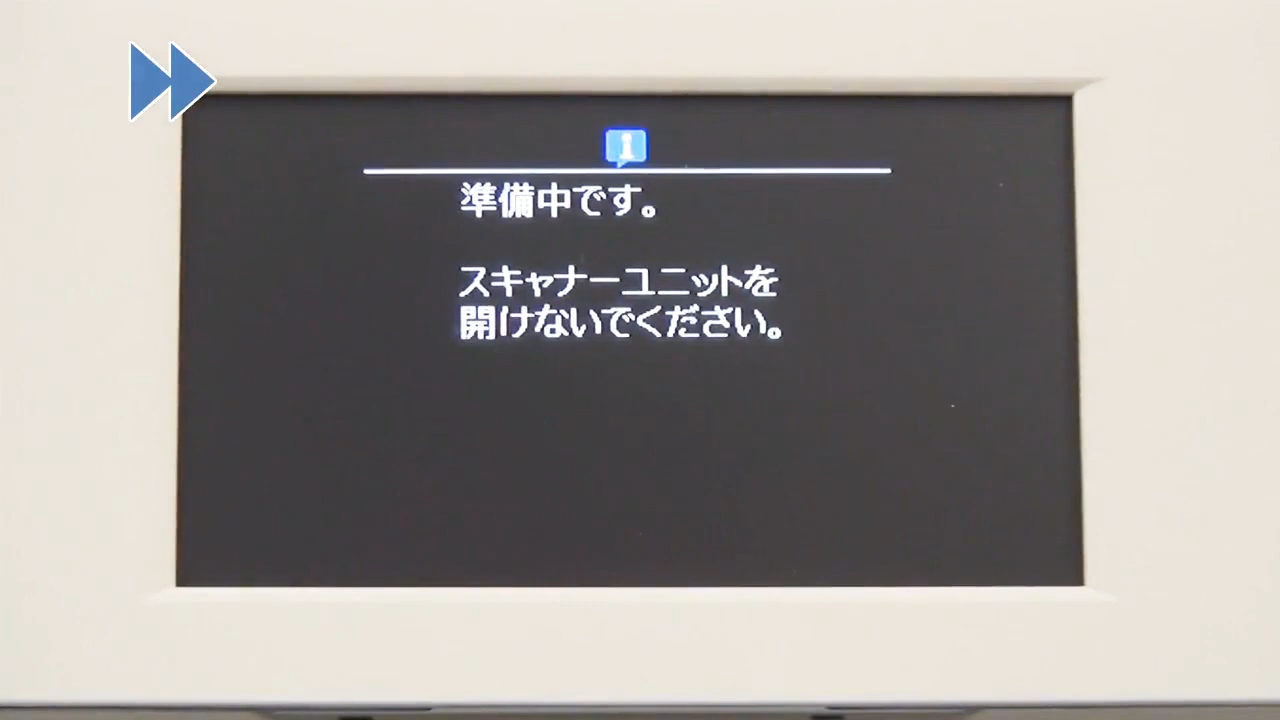 準備中です。
スキャナーユニットを
開けないでください。